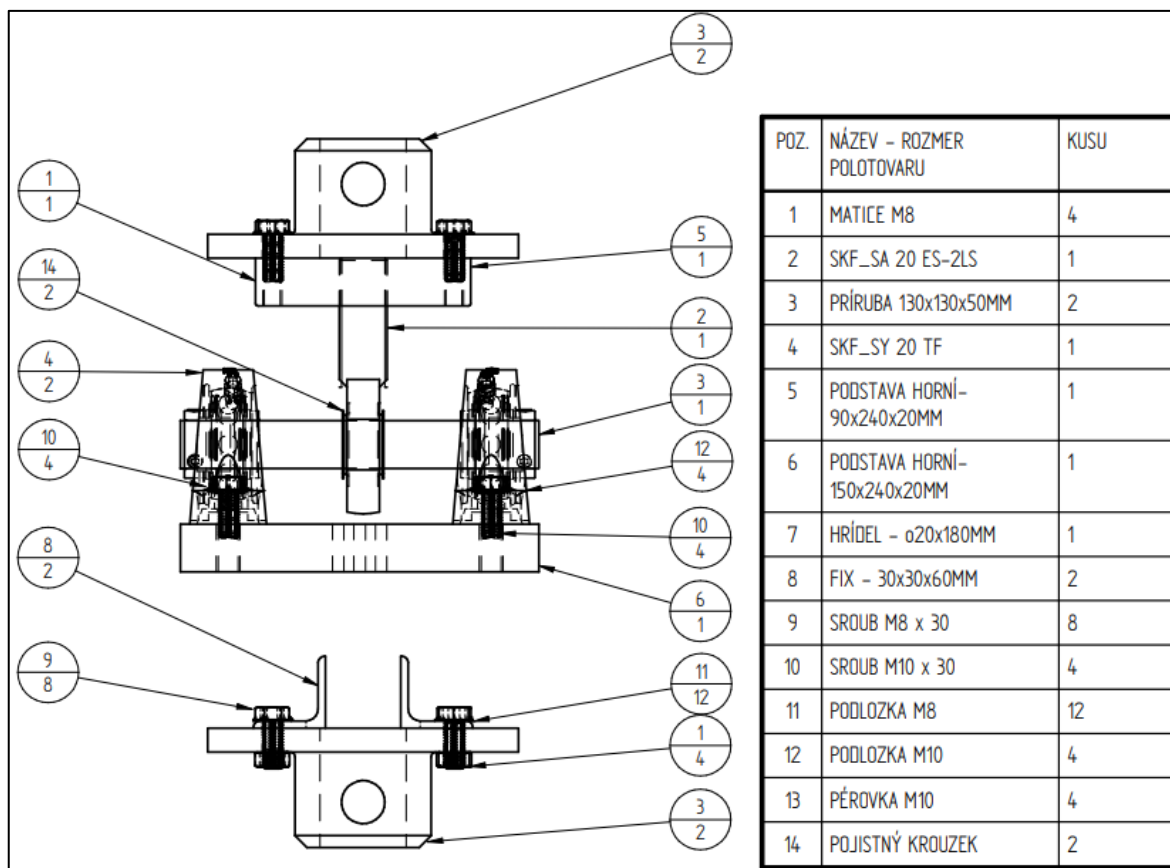 3
2
1
1
5
1
14
2
2
1
4
2
3
1
10
4
12
4
10
4
8
2
6
1
9
8
11
12
1
4
3
2
POZ. NÁZEV - ROZMER KUSU
POLOTOVARU
1 MATICE M8 4
2 SKF_SA 20 ES-2LS 1
3 PRÍRUBA 130x130x50MM 2
4 SKF_SY 20 TF 1
5 PODSTAVA HORNÍ- 1
90x240x20MM
6 PODSTAVA HORNÍ- 1
150x240x20MM
7 HRÍDEL - o20x180MM 1
8 FIX - 30x30x60MM 2
9 SROUB M8 x 30 8
10 SROUB M10 x 30 4
11 PODLOZKA M8 12
12 PODLOZKA M10 4
13 PÉROVKA M10 4
14 POJISTNÝ KROUZEK 2